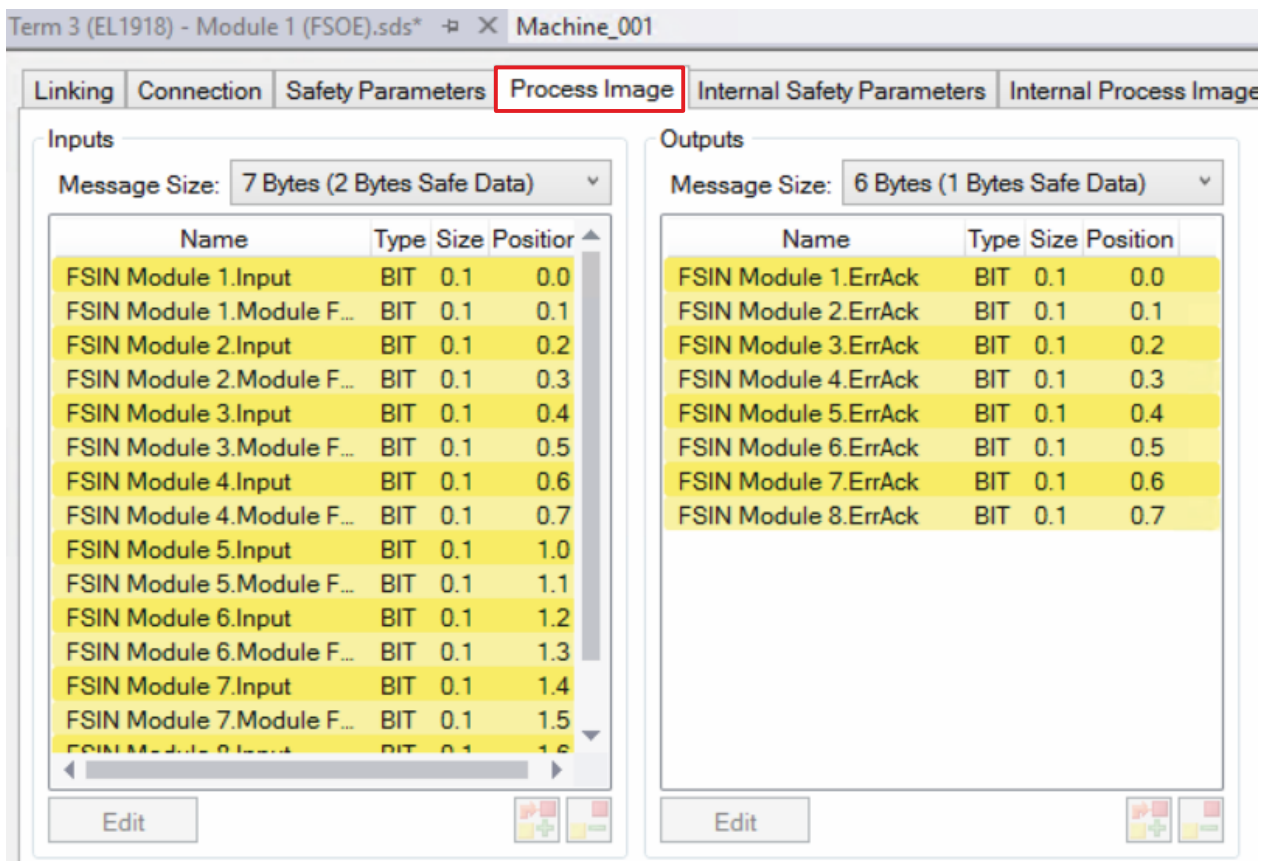 Term 3 (EL1918) - Module 1 (FSOE).sds* Machine_001
Linking Connection Safety Parameters Process Image Internal Safety Parameters Internal Process Image
Inputs
Message Size: 7 Bytes (2 Bytes Safe Data)
Name Type Size Position
FSIN Module 1.Input BIT 0.1 0.0
FSIN Module 1.Module F... BIT 0.1 0.1
FSIN Module 2.Input BIT 0.1 0.2
FSIN Module 2.Module F... BIT 0.1 0.3
FSIN Module 3.Input BIT 0.1 0.4
FSIN Module 3.Module F... BIT 0.1 0.5
FSIN Module 4.Input BIT 0.1 0.6
FSIN Module 4.Module F... BIT 0.1 0.7
FSIN Module 5.Input BIT 0.1 1.0
FSIN Module 5.Module F... BIT 0.1 1.1
FSIN Module 6.Input BIT 0.1 1.2
FSIN Module 6.Module F... BIT 0.1 1.3
FSIN Module 7.Input BIT 0.1 1.4
FSIN Module 7.Module F... BIT 0.1 1.5
FSIN Module 8.Input BIT 0.1 1.6
Edit
Outputs
Message Size: 6 Bytes (1 Bytes Safe Data)
Name Type Size Position
FSIN Module 1.ErrAck BIT 0.1 0.0
FSIN Module 2.ErrAck BIT 0.1 0.1
FSIN Module 3.ErrAck BIT 0.1 0.2
FSIN Module 4.ErrAck BIT 0.1 0.3
FSIN Module 5.ErrAck BIT 0.1 0.4
FSIN Module 6.ErrAck BIT 0.1 0.5
FSIN Module 7.ErrAck BIT 0.1 0.6
FSIN Module 8.ErrAck BIT 0.1 0.7
Edit